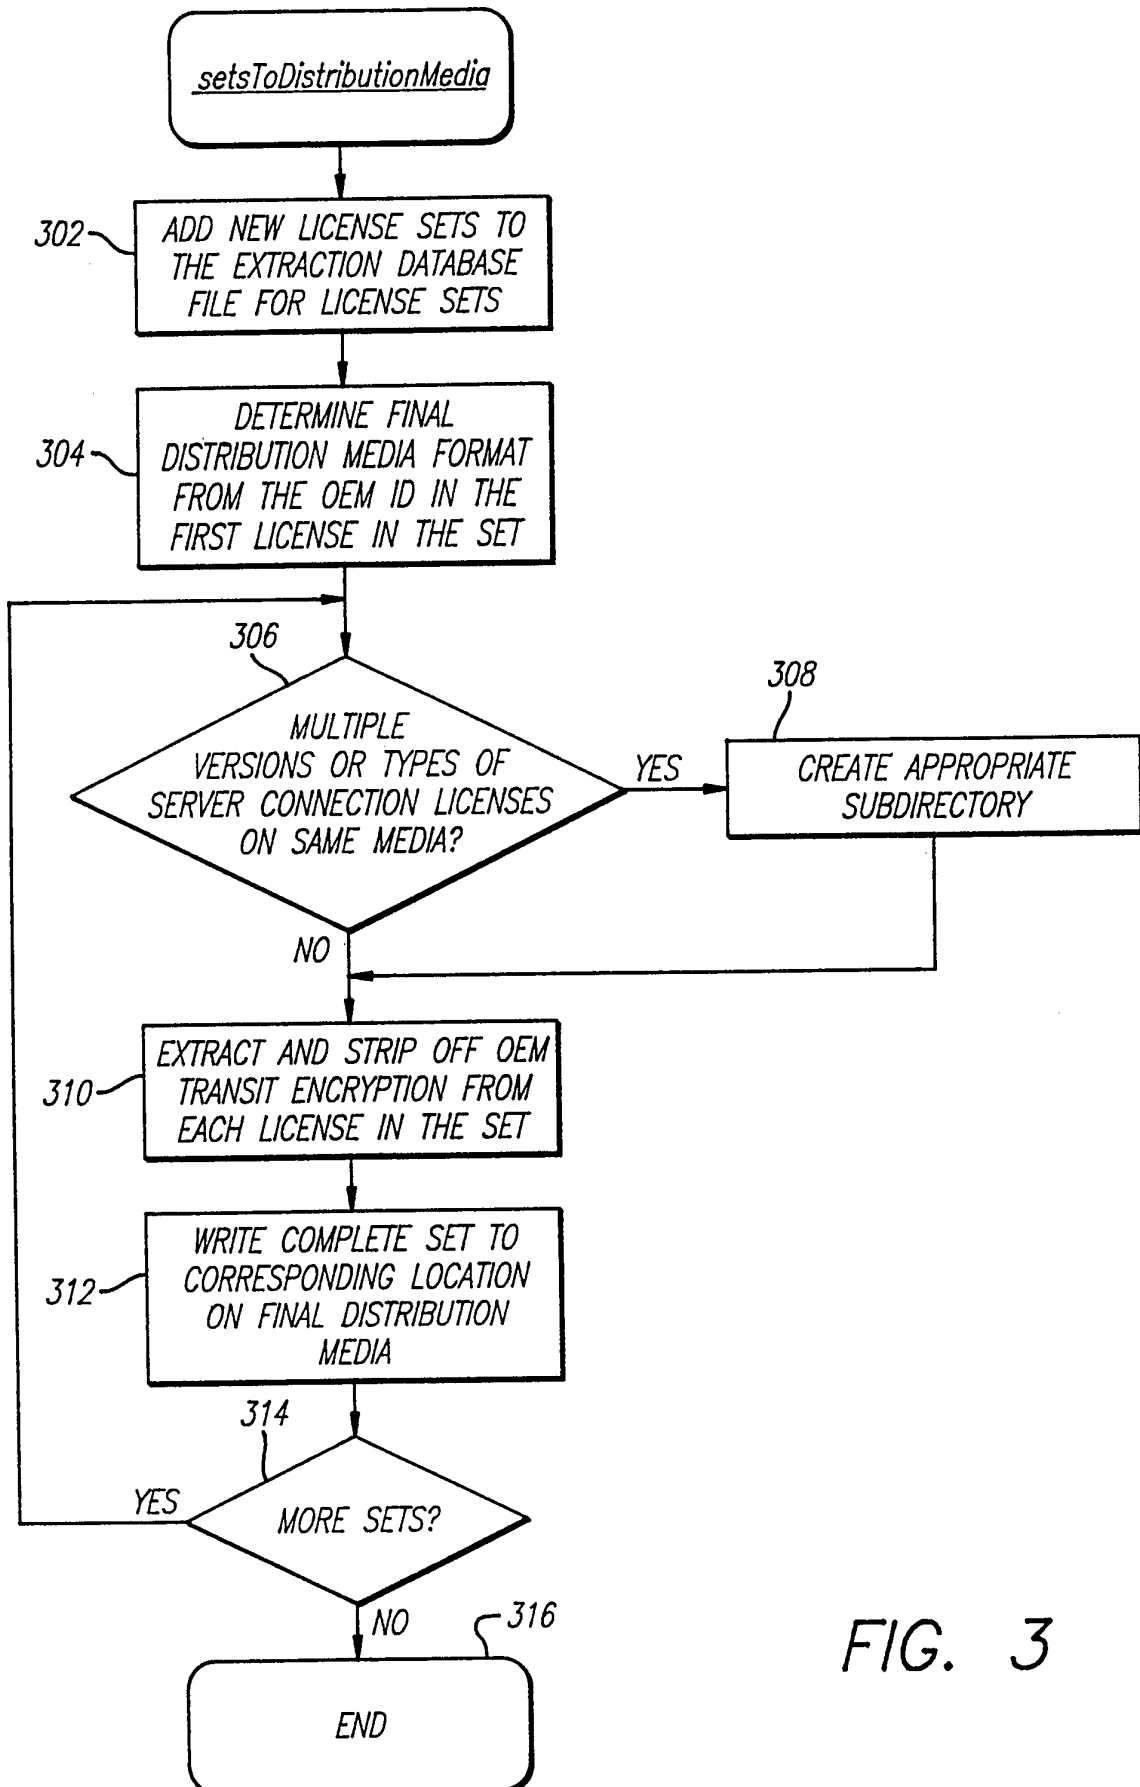 setsToDistributionMedia
302
ADD NEW LICENSE SETS TO
THE EXTRACTION DATABASE
FILE FOR LICENSE SETS
304
DETERMINE FINAL
DISTRIBUTION MEDIA FORMAT
FROM THE OEM ID IN THE
FIRST LICENSE IN THE SET
306
MULTIPLE
VERSIONS OR TYPES OF
SERVER CONNECTION LICENSES
ON SAME MEDIA?
YES
308
CREATE APPROPRIATE
SUBDIRECTORY
NO
310
EXTRACT AND STRIP OFF OEM
TRANSIT ENCRYPTION FROM
EACH LICENSE IN THE SET
312
WRITE COMPLETE SET TO
CORRESPONDING LOCATION
ON FINAL DISTRIBUTION
MEDIA
314
YES
MORE SETS?
NO
316
END
FIG. 3